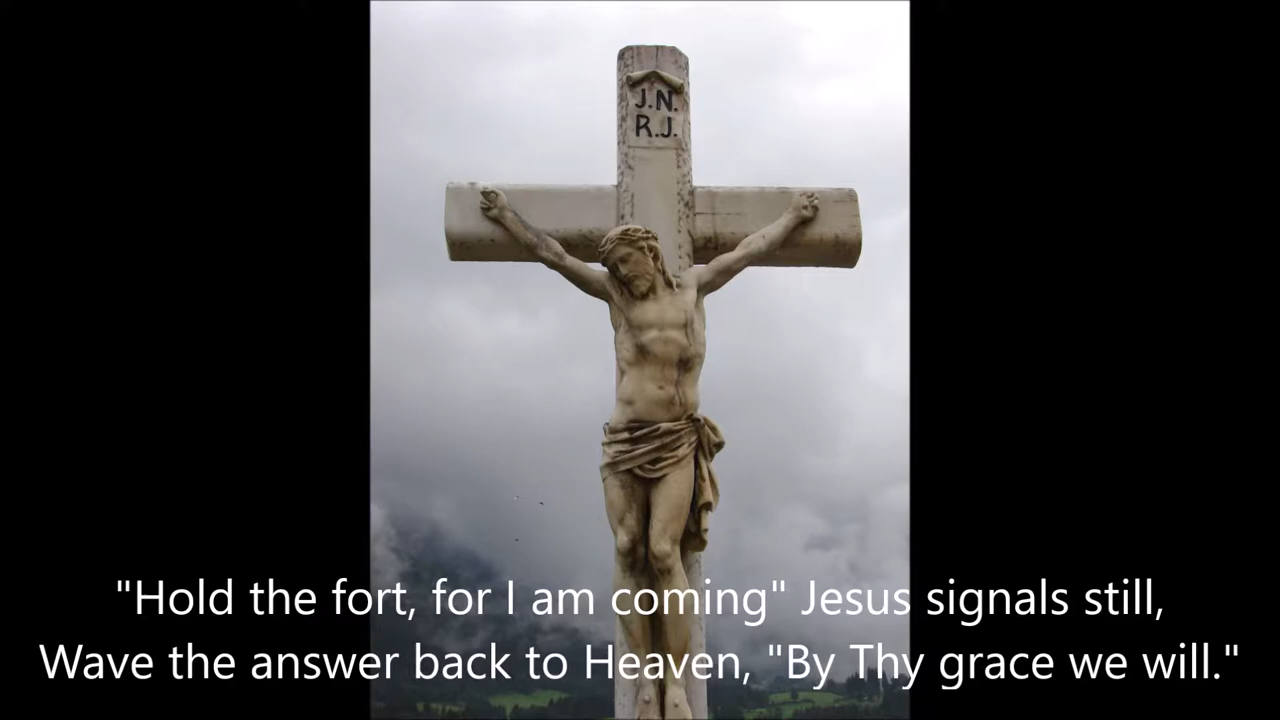 J.N.
R.J.
"Hold the fort, for I am coming" Jesus signals still,
Wave the answer back to Heaven, "By Thy grace we will."